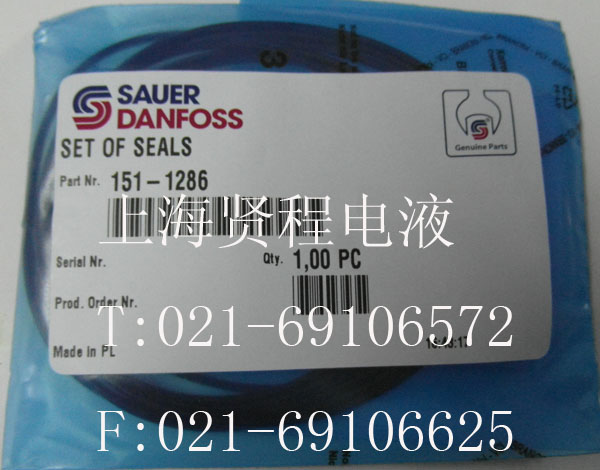 SAUER
DANFOSS
SET OF SEALS
Genuine Parts
Part Nr. 151-1286
上海贤程电液
Serial Nr.
Qty. 1,00 PC
Prod. Order Nr.
T:021-69106572
Made in PL
F:021-69106625